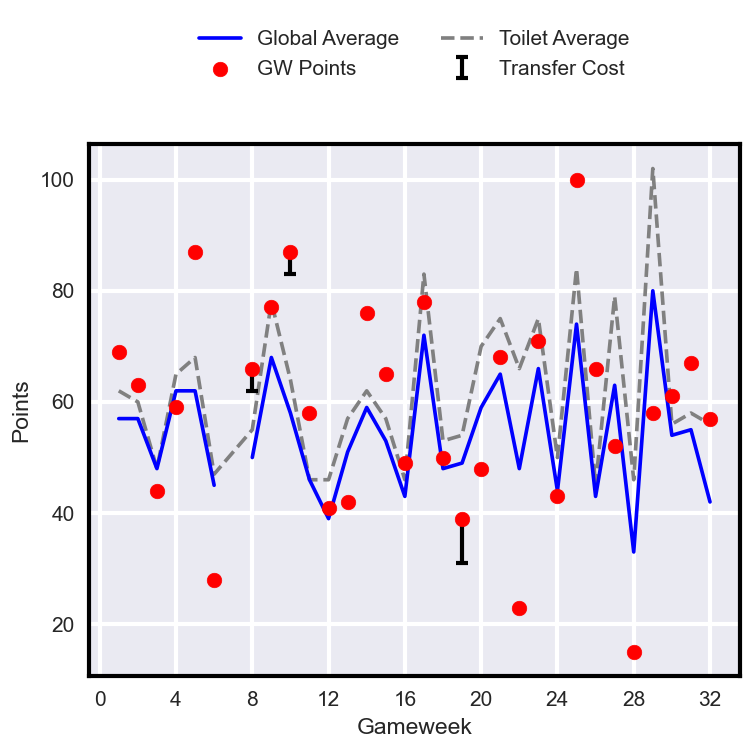 Global Average Toilet Average
GW Points Transfer Cost
100
80
60
40
20
Points
0 4 8 12 16 20 24 28 32
Gameweek